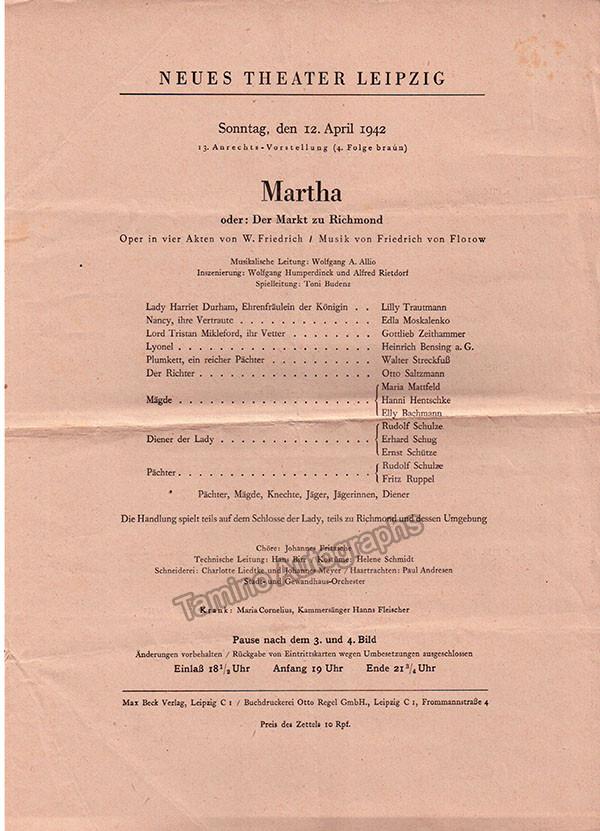 NEUES THEATER LEIPZIG
Sonntag, den 12. April 1942
13. Anrechts-Vorstellung (4. Folge braun)
Martha
oder: Der Markt zu Richmond
Oper in vier Akten von W. Friedrich / Musik von Friedrich von Flotow
Musikalische Leitung: Wolfgang A. Allio
Inszenierung: Wolfgang Humperdinck und Alfred Rietdorf
Spielleitung: Toni Budenz
Lady Harriet Durham, Ehrenfräulein der Königin . . Lilly Trautmann
Nancy, ihre Vertraute . . . . . . . . . . . . . Edla Moskalenko
Lord Tristan Mikleford, ihr Vetter . . . . . . . . Gottlieb Zeithammer
Lyonel . . . . . . . . . . . . . . . . . . . Heinrich Bensing a. G.
Plumkett, ein reicher Pächter . . . . . . . . . . Walter Streckfuß
Der Richter . . . . . . . . . . . . . . . . . Otto Saltzmann
Maria Mattfeld
Mägde . . . . . . . . . . . . . . . . . . . Hanni Hentschke
Elly Bachmann
Rudolf Schulze
Diener der Lady . . . . . . . . . . . . . . . Erhard Schug
Ernst Schütze
Pächter . . . . . . . . . . . . . . . . . . . Rudolf Schulze
Fritz Ruppel
Pächter, Mägde, Knechte, Jäger, Jägerinnen, Diener
Die Handlung spielt teils auf dem Schlosse der Lady, teils zu Richmond und dessen Umgebung
Chöre: Johannes Fritzsche
Technische Leitung: Hans Birr / Kostüme: Helene Schmidt
Schneiderei: Charlotte Liedtke und Johannes Meyer / Haartrachten: Paul Andresen
Stadt- und Gewandhaus-Orchester
Tamino Autographs
Krank: Maria Cornelius, Kammersänger Hanns Fleischer
Pause nach dem 3. und 4. Bild
Änderungen vorbehalten / Rückgabe von Eintrittskarten wegen Umbesetzungen ausgeschlossen
Einlaß 18 1/2 Uhr Anfang 19 Uhr Ende 21 3/4 Uhr
Max Beck Verlag, Leipzig C 1 / Buchdruckerei Otto Regel GmbH., Leipzig C 1, Frommannstraße 4
Preis des Zettels 10 Rpf.